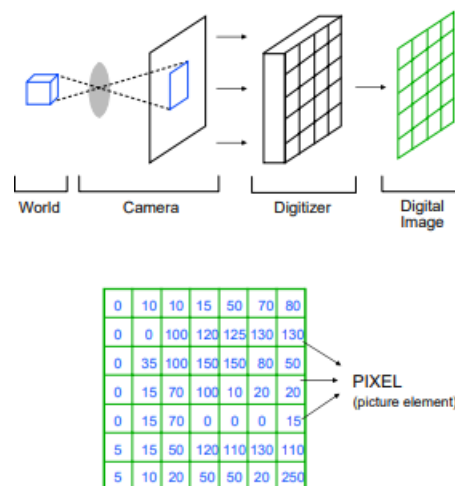 World Camera Digitizer Digital
Image
0 10 10 15 50 70 80
0 0 100 120 125 130 130
0 35 100 150 150 80 50
0 15 70 100 10 20 20
0 15 70 0 0 0 15
5 15 50 120 110 130 110
5 10 20 50 50 20 250
PIXEL
(picture element)